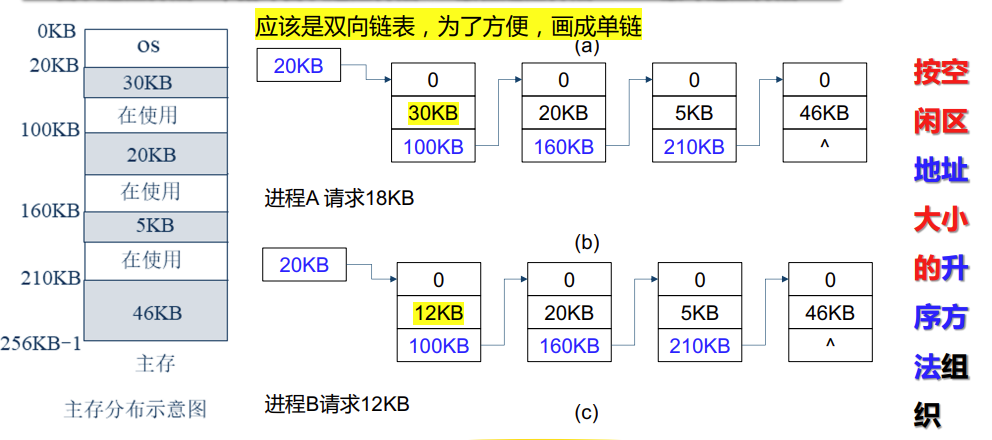 应该是双向链表，为了方便，画成单链
(a)
0KB
OS
20KB
30KB
在使用
100KB
20KB
在使用
160KB
5KB
在使用
210KB
46KB
256KB-1
主存
主存分布示意图
20KB
0
0
0
0
30KB
20KB
5KB
46KB
100KB
160KB
210KB
^
进程A 请求18KB
(b)
20KB
0
0
0
0
12KB
20KB
5KB
46KB
100KB
160KB
210KB
^
进程B请求12KB
(c)
按空
闲区
地址
大小
的升
序方
法组
织